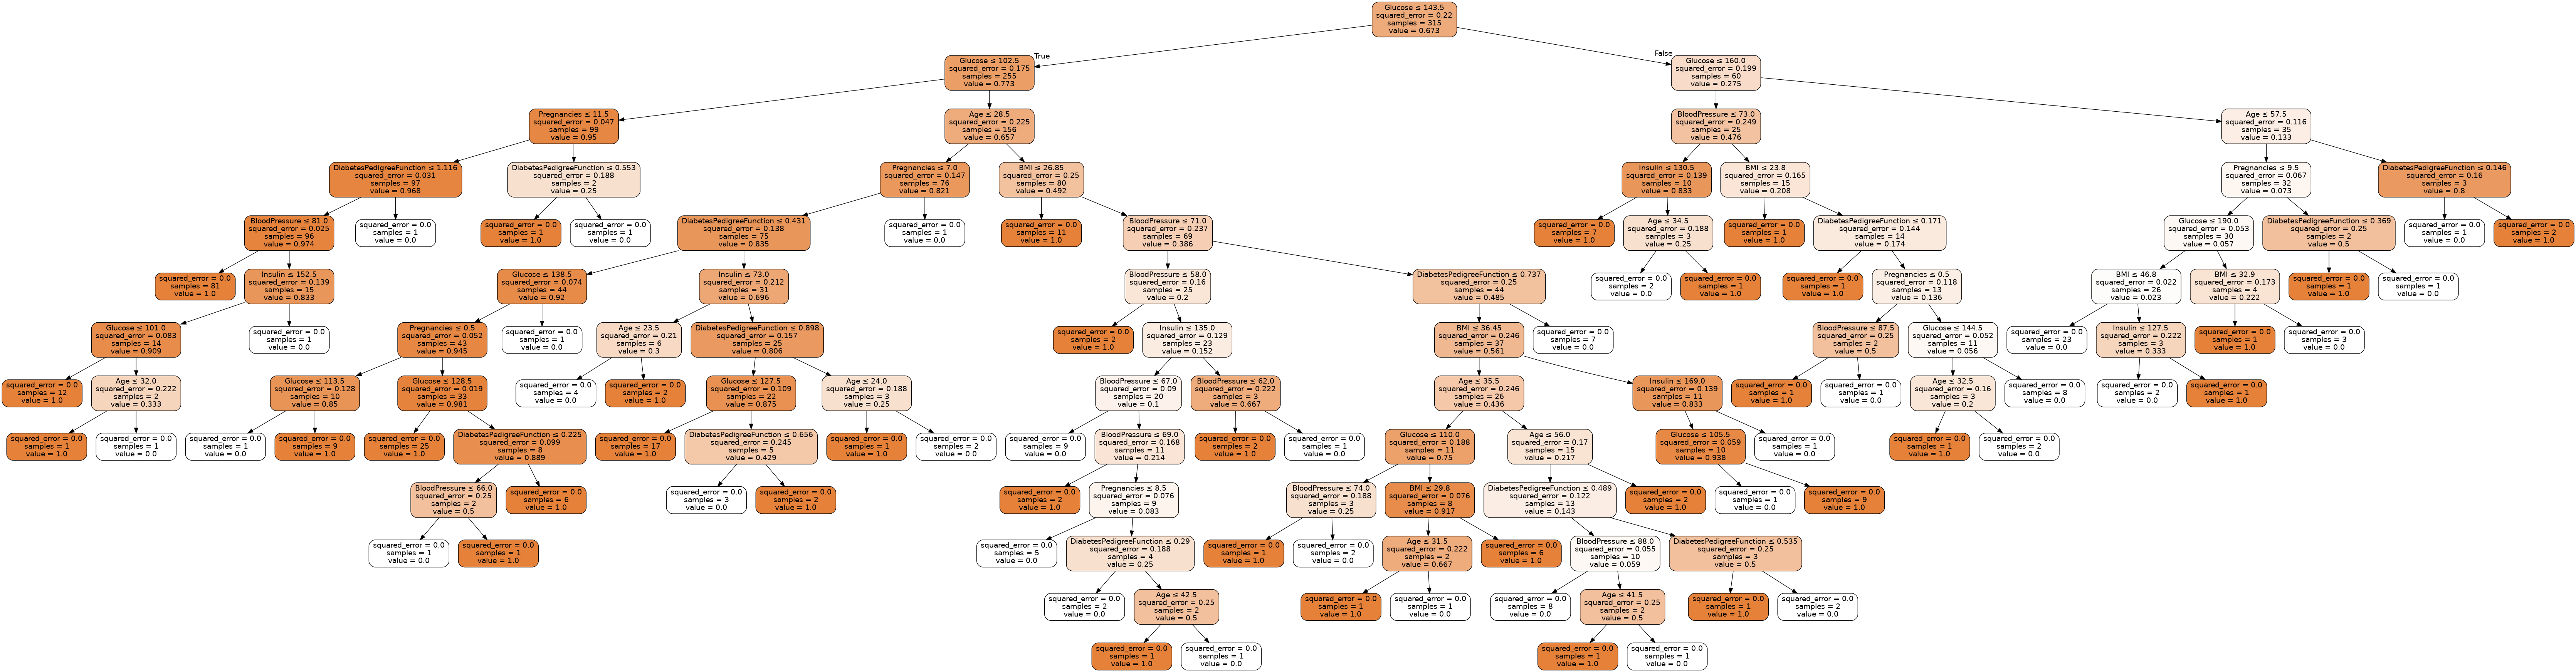 Glucose ≤ 143.5
squared_error = 0.22
samples = 315
value = 0.673
True
False
Glucose ≤ 102.5
squared_error = 0.175
samples = 255
value = 0.773
Glucose ≤ 160.0
squared_error = 0.199
samples = 60
value = 0.275
Pregnancies ≤ 11.5
squared_error = 0.047
samples = 99
value = 0.95
Age ≤ 28.5
squared_error = 0.225
samples = 156
value = 0.657
BloodPressure ≤ 73.0
squared_error = 0.249
samples = 25
value = 0.476
Age ≤ 57.5
squared_error = 0.116
samples = 35
value = 0.133
DiabetesPedigreeFunction ≤ 1.116
squared_error = 0.031
samples = 97
value = 0.968
DiabetesPedigreeFunction ≤ 0.553
squared_error = 0.188
samples = 2
value = 0.25
Pregnancies ≤ 7.0
squared_error = 0.147
samples = 76
value = 0.821
BMI ≤ 26.85
squared_error = 0.25
samples = 80
value = 0.492
Insulin ≤ 130.5
squared_error = 0.139
samples = 10
value = 0.833
BMI ≤ 23.8
squared_error = 0.165
samples = 15
value = 0.208
Pregnancies ≤ 9.5
squared_error = 0.067
samples = 32
value = 0.073
DiabetesPedigreeFunction ≤ 0.146
squared_error = 0.16
samples = 3
value = 0.8
BloodPressure ≤ 81.0
squared_error = 0.025
samples = 96
value = 0.974
squared_error = 0.0
samples = 1
value = 0.0
squared_error = 0.0
samples = 1
value = 1.0
squared_error = 0.0
samples = 1
value = 0.0
DiabetesPedigreeFunction ≤ 0.431
squared_error = 0.138
samples = 75
value = 0.835
squared_error = 0.0
samples = 1
value = 0.0
squared_error = 0.0
samples = 11
value = 1.0
BloodPressure ≤ 71.0
squared_error = 0.237
samples = 69
value = 0.386
squared_error = 0.0
samples = 7
value = 1.0
Age ≤ 34.5
squared_error = 0.188
samples = 3
value = 0.25
squared_error = 0.0
samples = 1
value = 1.0
DiabetesPedigreeFunction ≤ 0.171
squared_error = 0.144
samples = 14
value = 0.174
Glucose ≤ 190.0
squared_error = 0.053
samples = 30
value = 0.057
DiabetesPedigreeFunction ≤ 0.369
squared_error = 0.25
samples = 2
value = 0.5
squared_error = 0.0
samples = 1
value = 0.0
squared_error = 0.0
samples = 2
value = 1.0
squared_error = 0.0
samples = 81
value = 1.0
Insulin ≤ 152.5
squared_error = 0.139
samples = 15
value = 0.833
Glucose ≤ 138.5
squared_error = 0.074
samples = 44
value = 0.92
Insulin ≤ 73.0
squared_error = 0.212
samples = 31
value = 0.696
BloodPressure ≤ 58.0
squared_error = 0.16
samples = 25
value = 0.2
DiabetesPedigreeFunction ≤ 0.737
squared_error = 0.25
samples = 44
value = 0.485
squared_error = 0.0
samples = 2
value = 0.0
squared_error = 0.0
samples = 1
value = 1.0
squared_error = 0.0
samples = 1
value = 1.0
Pregnancies ≤ 0.5
squared_error = 0.118
samples = 13
value = 0.136
BMI ≤ 46.8
squared_error = 0.022
samples = 26
value = 0.023
BMI ≤ 32.9
squared_error = 0.173
samples = 4
value = 0.222
squared_error = 0.0
samples = 1
value = 1.0
squared_error = 0.0
samples = 1
value = 0.0
Glucose ≤ 101.0
squared_error = 0.083
samples = 14
value = 0.909
squared_error = 0.0
samples = 1
value = 0.0
Pregnancies ≤ 0.5
squared_error = 0.052
samples = 43
value = 0.945
squared_error = 0.0
samples = 1
value = 0.0
Age ≤ 23.5
squared_error = 0.21
samples = 6
value = 0.3
DiabetesPedigreeFunction ≤ 0.898
squared_error = 0.157
samples = 25
value = 0.806
squared_error = 0.0
samples = 2
value = 1.0
Insulin ≤ 135.0
squared_error = 0.129
samples = 23
value = 0.152
BMI ≤ 36.45
squared_error = 0.246
samples = 37
value = 0.561
squared_error = 0.0
samples = 7
value = 0.0
BloodPressure ≤ 87.5
squared_error = 0.25
samples = 2
value = 0.5
Glucose ≤ 144.5
squared_error = 0.052
samples = 11
value = 0.056
squared_error = 0.0
samples = 23
value = 0.0
Insulin ≤ 127.5
squared_error = 0.222
samples = 3
value = 0.333
squared_error = 0.0
samples = 1
value = 1.0
squared_error = 0.0
samples = 3
value = 0.0
squared_error = 0.0
samples = 12
value = 1.0
Age ≤ 32.0
squared_error = 0.222
samples = 2
value = 0.333
Glucose ≤ 113.5
squared_error = 0.128
samples = 10
value = 0.85
Glucose ≤ 128.5
squared_error = 0.019
samples = 33
value = 0.981
squared_error = 0.0
samples = 4
value = 0.0
squared_error = 0.0
samples = 2
value = 1.0
Glucose ≤ 127.5
squared_error = 0.109
samples = 22
value = 0.875
Age ≤ 24.0
squared_error = 0.188
samples = 3
value = 0.25
BloodPressure ≤ 67.0
squared_error = 0.09
samples = 20
value = 0.1
BloodPressure ≤ 62.0
squared_error = 0.222
samples = 3
value = 0.667
Age ≤ 35.5
squared_error = 0.246
samples = 26
value = 0.436
Insulin ≤ 169.0
squared_error = 0.139
samples = 11
value = 0.833
squared_error = 0.0
samples = 1
value = 1.0
squared_error = 0.0
samples = 1
value = 0.0
Age ≤ 32.5
squared_error = 0.16
samples = 3
value = 0.2
squared_error = 0.0
samples = 8
value = 0.0
squared_error = 0.0
samples = 2
value = 0.0
squared_error = 0.0
samples = 1
value = 1.0
squared_error = 0.0
samples = 1
value = 1.0
squared_error = 0.0
samples = 1
value = 0.0
squared_error = 0.0
samples = 1
value = 0.0
squared_error = 0.0
samples = 9
value = 1.0
squared_error = 0.0
samples = 25
value = 1.0
DiabetesPedigreeFunction ≤ 0.225
squared_error = 0.099
samples = 8
value = 0.889
squared_error = 0.0
samples = 17
value = 1.0
DiabetesPedigreeFunction ≤ 0.656
squared_error = 0.245
samples = 5
value = 0.429
squared_error = 0.0
samples = 1
value = 1.0
squared_error = 0.0
samples = 2
value = 0.0
squared_error = 0.0
samples = 9
value = 0.0
BloodPressure ≤ 69.0
squared_error = 0.168
samples = 11
value = 0.214
squared_error = 0.0
samples = 2
value = 1.0
squared_error = 0.0
samples = 1
value = 0.0
Glucose ≤ 110.0
squared_error = 0.188
samples = 11
value = 0.75
Age ≤ 56.0
squared_error = 0.17
samples = 15
value = 0.217
Glucose ≤ 105.5
squared_error = 0.059
samples = 10
value = 0.938
squared_error = 0.0
samples = 1
value = 0.0
squared_error = 0.0
samples = 1
value = 1.0
squared_error = 0.0
samples = 2
value = 0.0
BloodPressure ≤ 66.0
squared_error = 0.25
samples = 2
value = 0.5
squared_error = 0.0
samples = 6
value = 1.0
squared_error = 0.0
samples = 3
value = 0.0
squared_error = 0.0
samples = 2
value = 1.0
squared_error = 0.0
samples = 2
value = 1.0
Pregnancies ≤ 8.5
squared_error = 0.076
samples = 9
value = 0.083
BloodPressure ≤ 74.0
squared_error = 0.188
samples = 3
value = 0.25
BMI ≤ 29.8
squared_error = 0.076
samples = 8
value = 0.917
DiabetesPedigreeFunction ≤ 0.489
squared_error = 0.122
samples = 13
value = 0.143
squared_error = 0.0
samples = 2
value = 1.0
squared_error = 0.0
samples = 1
value = 0.0
squared_error = 0.0
samples = 9
value = 1.0
squared_error = 0.0
samples = 1
value = 0.0
squared_error = 0.0
samples = 1
value = 1.0
squared_error = 0.0
samples = 5
value = 0.0
DiabetesPedigreeFunction ≤ 0.29
squared_error = 0.188
samples = 4
value = 0.25
squared_error = 0.0
samples = 1
value = 1.0
squared_error = 0.0
samples = 2
value = 0.0
Age ≤ 31.5
squared_error = 0.222
samples = 2
value = 0.667
squared_error = 0.0
samples = 6
value = 1.0
BloodPressure ≤ 88.0
squared_error = 0.055
samples = 10
value = 0.059
DiabetesPedigreeFunction ≤ 0.535
squared_error = 0.25
samples = 3
value = 0.5
squared_error = 0.0
samples = 2
value = 0.0
Age ≤ 42.5
squared_error = 0.25
samples = 2
value = 0.5
squared_error = 0.0
samples = 1
value = 1.0
squared_error = 0.0
samples = 1
value = 0.0
squared_error = 0.0
samples = 8
value = 0.0
Age ≤ 41.5
squared_error = 0.25
samples = 2
value = 0.5
squared_error = 0.0
samples = 1
value = 1.0
squared_error = 0.0
samples = 2
value = 0.0
squared_error = 0.0
samples = 1
value = 1.0
squared_error = 0.0
samples = 1
value = 0.0
squared_error = 0.0
samples = 1
value = 1.0
squared_error = 0.0
samples = 1
value = 0.0